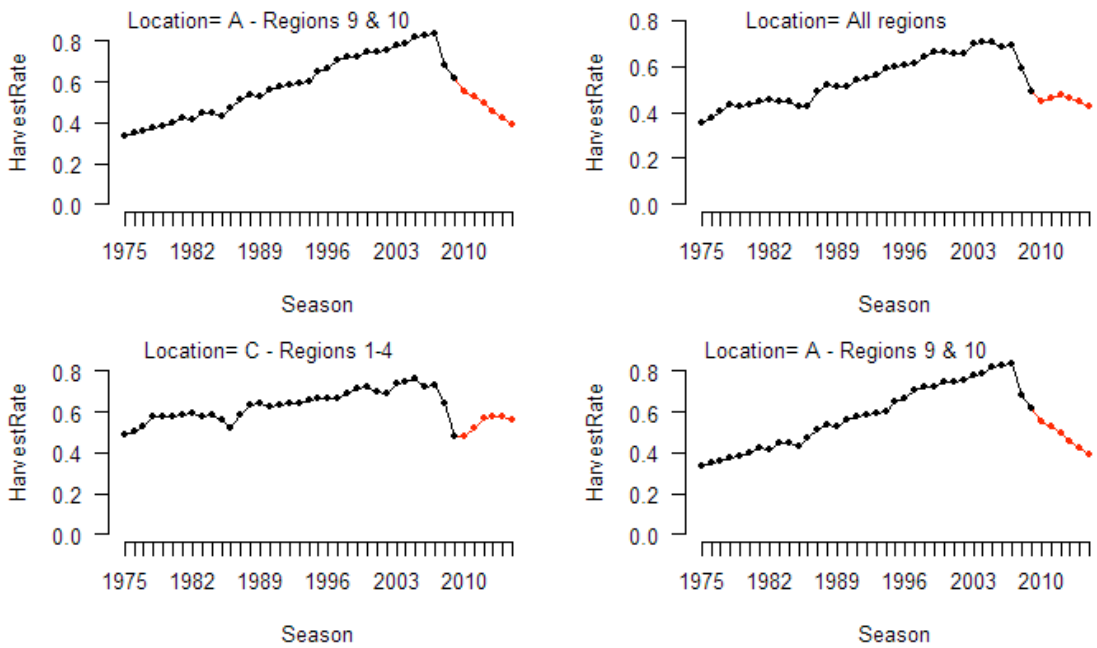 Location= A - Regions 9 & 10
HarvestRate
0.8
0.6
0.4
0.2
0.0
1975 1982 1989 1996 2003 2010
Season
Location= All regions
HarvestRate
0.8
0.6
0.4
0.2
0.0
1975 1982 1989 1996 2003 2010
Season
Location= C - Regions 1-4
HarvestRate
0.8
0.6
0.4
0.2
0.0
1975 1982 1989 1996 2003 2010
Season
Location= A - Regions 9 & 10
HarvestRate
0.8
0.6
0.4
0.2
0.0
1975 1982 1989 1996 2003 2010
Season